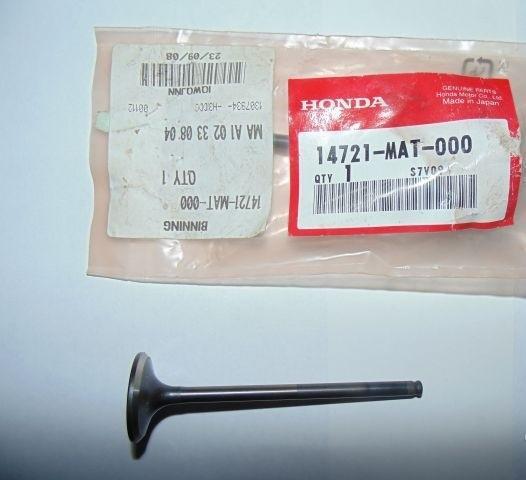 HONDA
GENUINE PARTS
Honda Motor Co., Ltd.
Made in Japan
14721-MAT-000
QTY 1
BINNING
14721-MAT-000
QTY 1
MA A1 02 33 08 04
00112
23/09/08